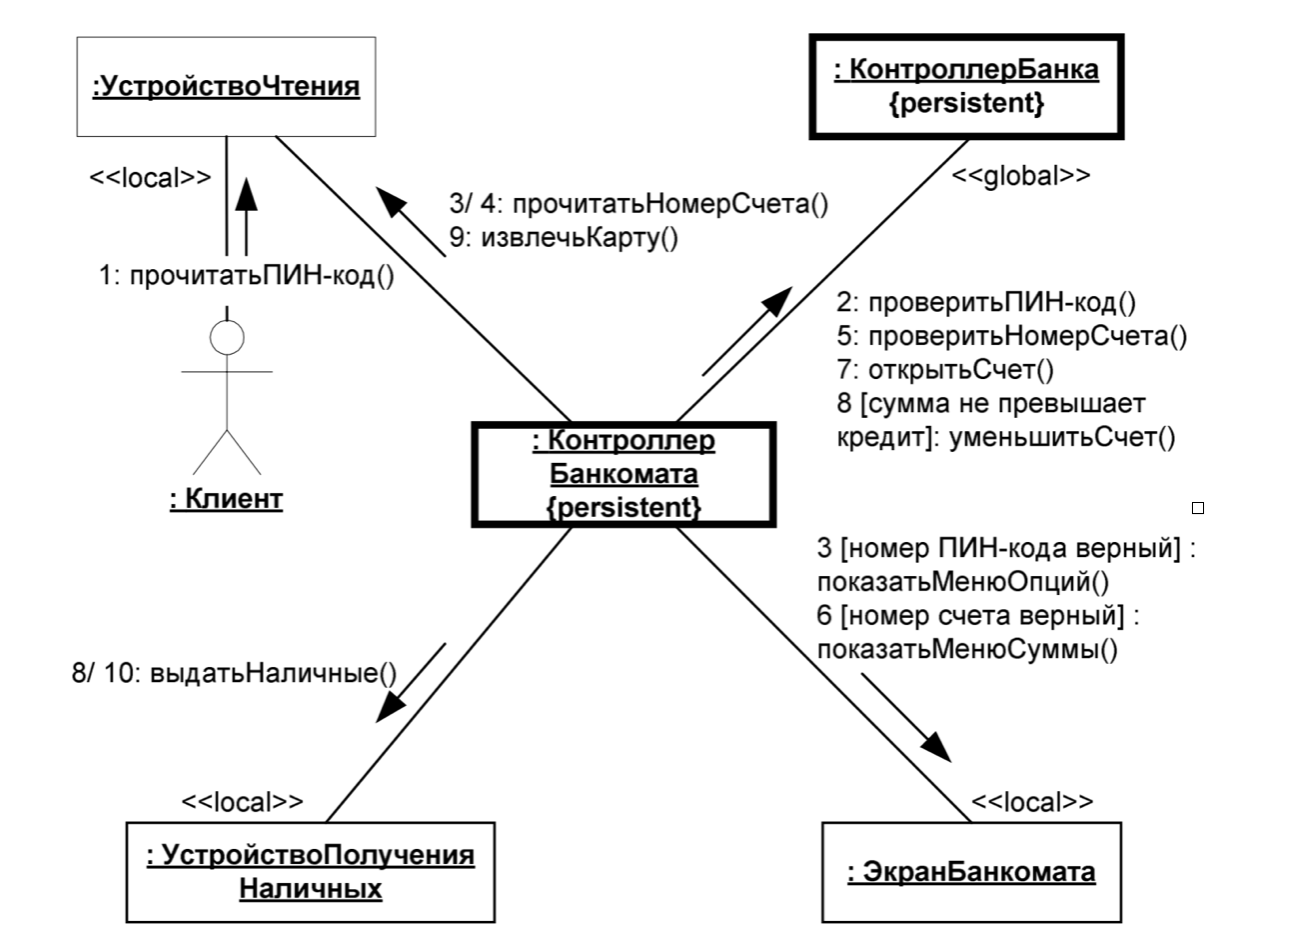 :УстройствоЧтения
: КонтроллерБанка
{persistent}
<<local>>
<<global>>
3/ 4: прочитатьНомерСчета()
9: извлечьКарту()
1: прочитатьПИН-код()
2: проверитьПИН-код()
5: проверитьНомерСчета()
7: открытьСчет()
8 [сумма не превышает
кредит]: уменьшитьСчет()
: Клиент
: Контроллер
Банкомата
{persistent}
3 [номер ПИН-кода верный] :
показатьМенюОпций()
6 [номер счета верный] :
показатьМенюСуммы()
8/ 10: выдатьНаличные()
<<local>>
<<local>>
: УстройствоПолучения
Наличных
: ЭкранБанкомата